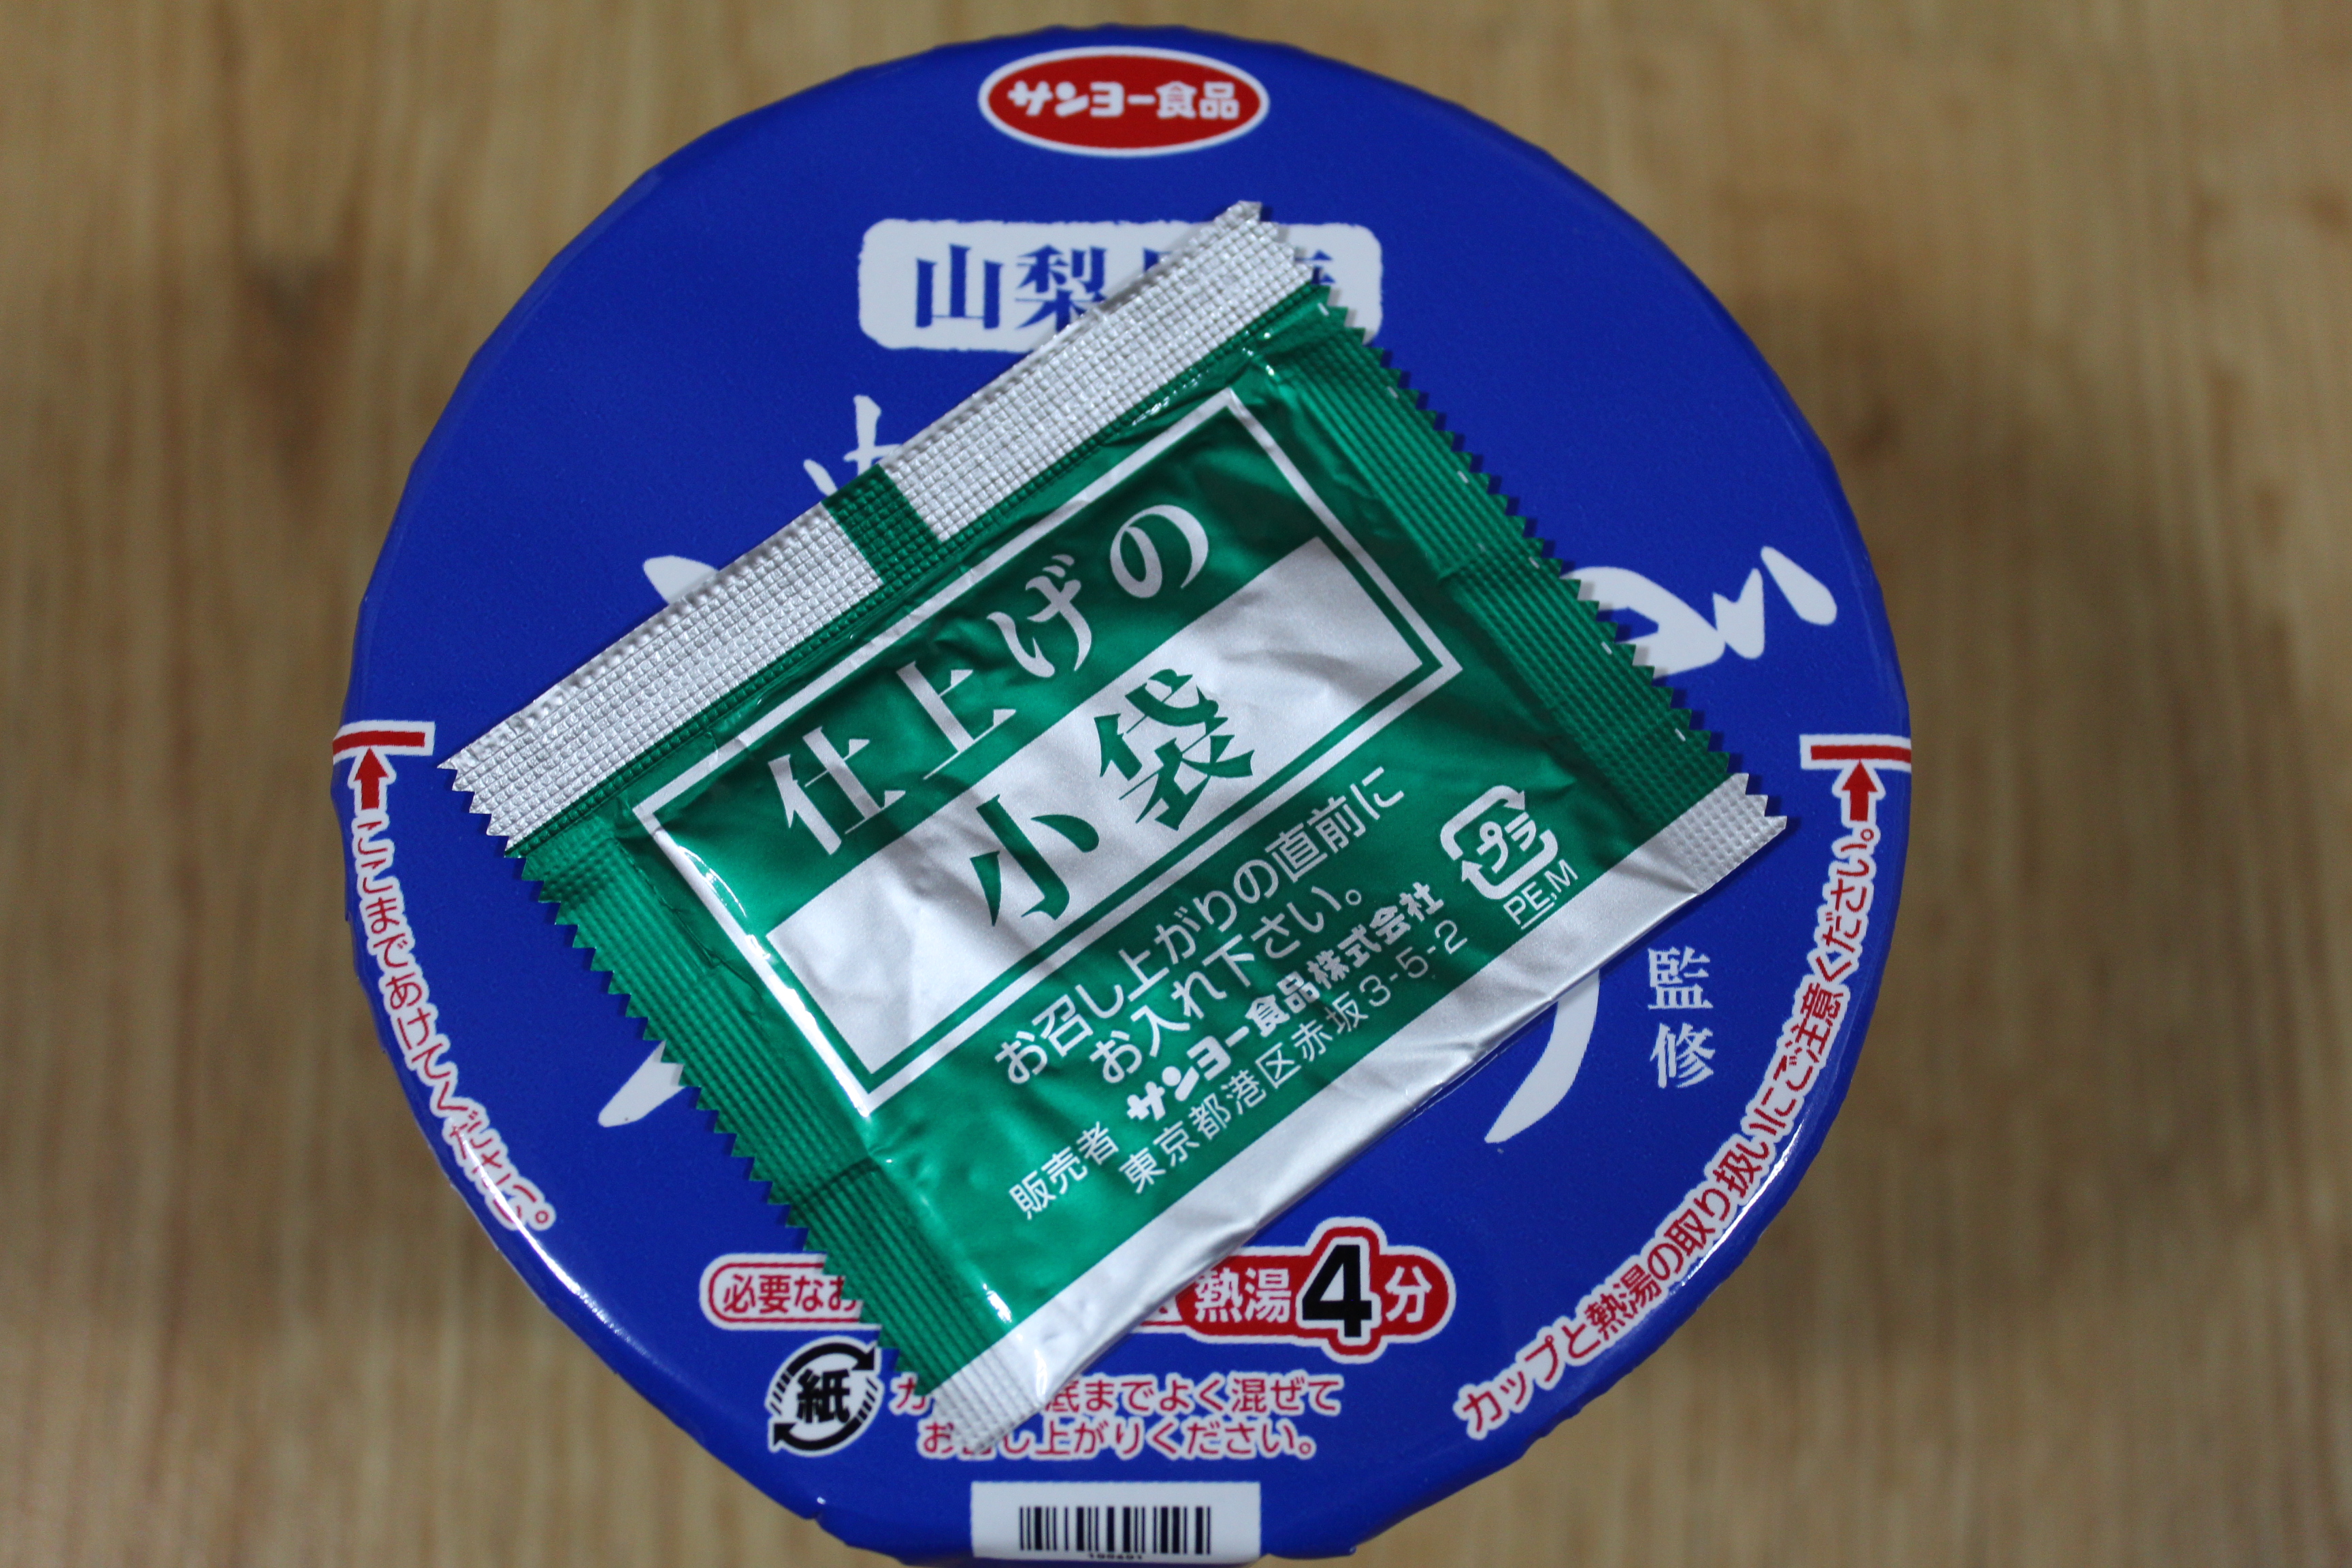 サンヨー食品
山梨
仕上げの
小袋
お召し上がりの直前に
お入れ下さい。
販売者 サンヨー食品株式会社
東京都港区赤坂3-5-2
プラ
PE,M
監修
ここまであけてください。
カップと熱湯の取り扱いにご注意ください。
必要なお
熱湯4分
紙
底までよく混ぜて
お召し上がりください。